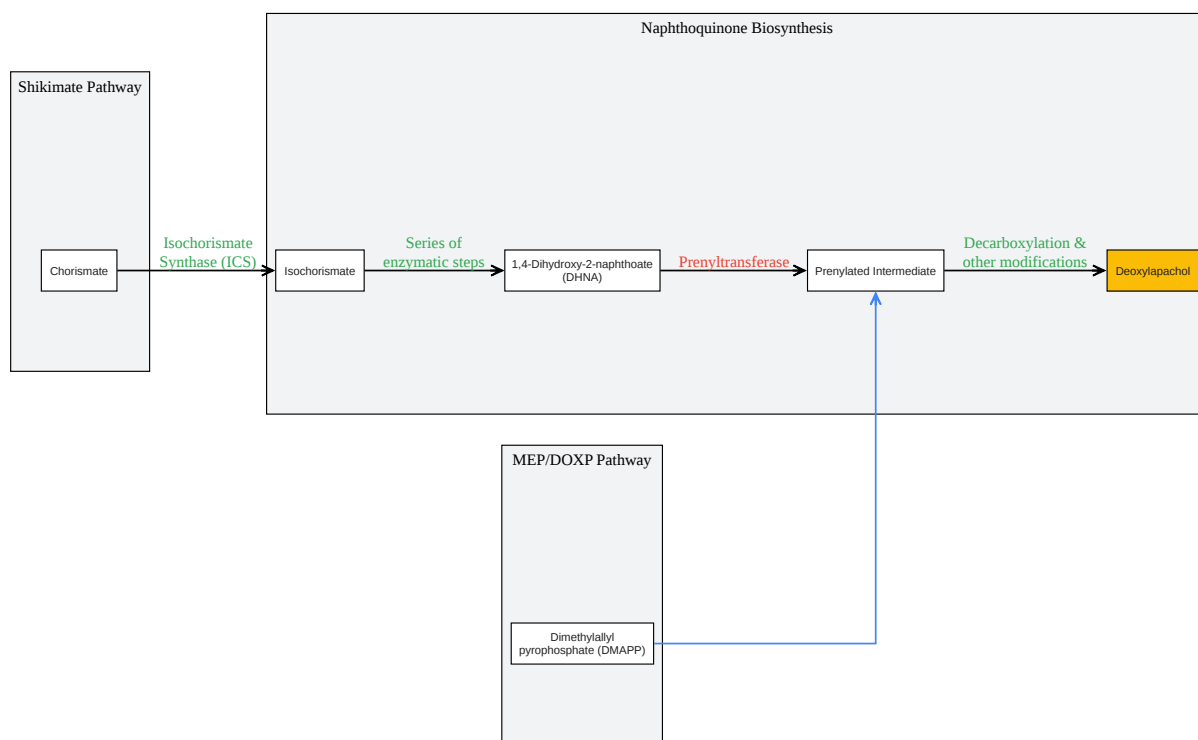 Naphthoquinone Biosynthesis
Shikimate Pathway
Chorismate
Isochorismate
Synthase (ICS)
Isochorismate
Series of
enzymatic steps
1,4-Dihydroxy-2-naphthoate
(DHNA)
Prenyltransferase
Prenylated Intermediate
Decarboxylation &
other modifications
Deoxylapachol
MEP/DOXP Pathway
Dimethylallyl
pyrophosphate (DMAPP)